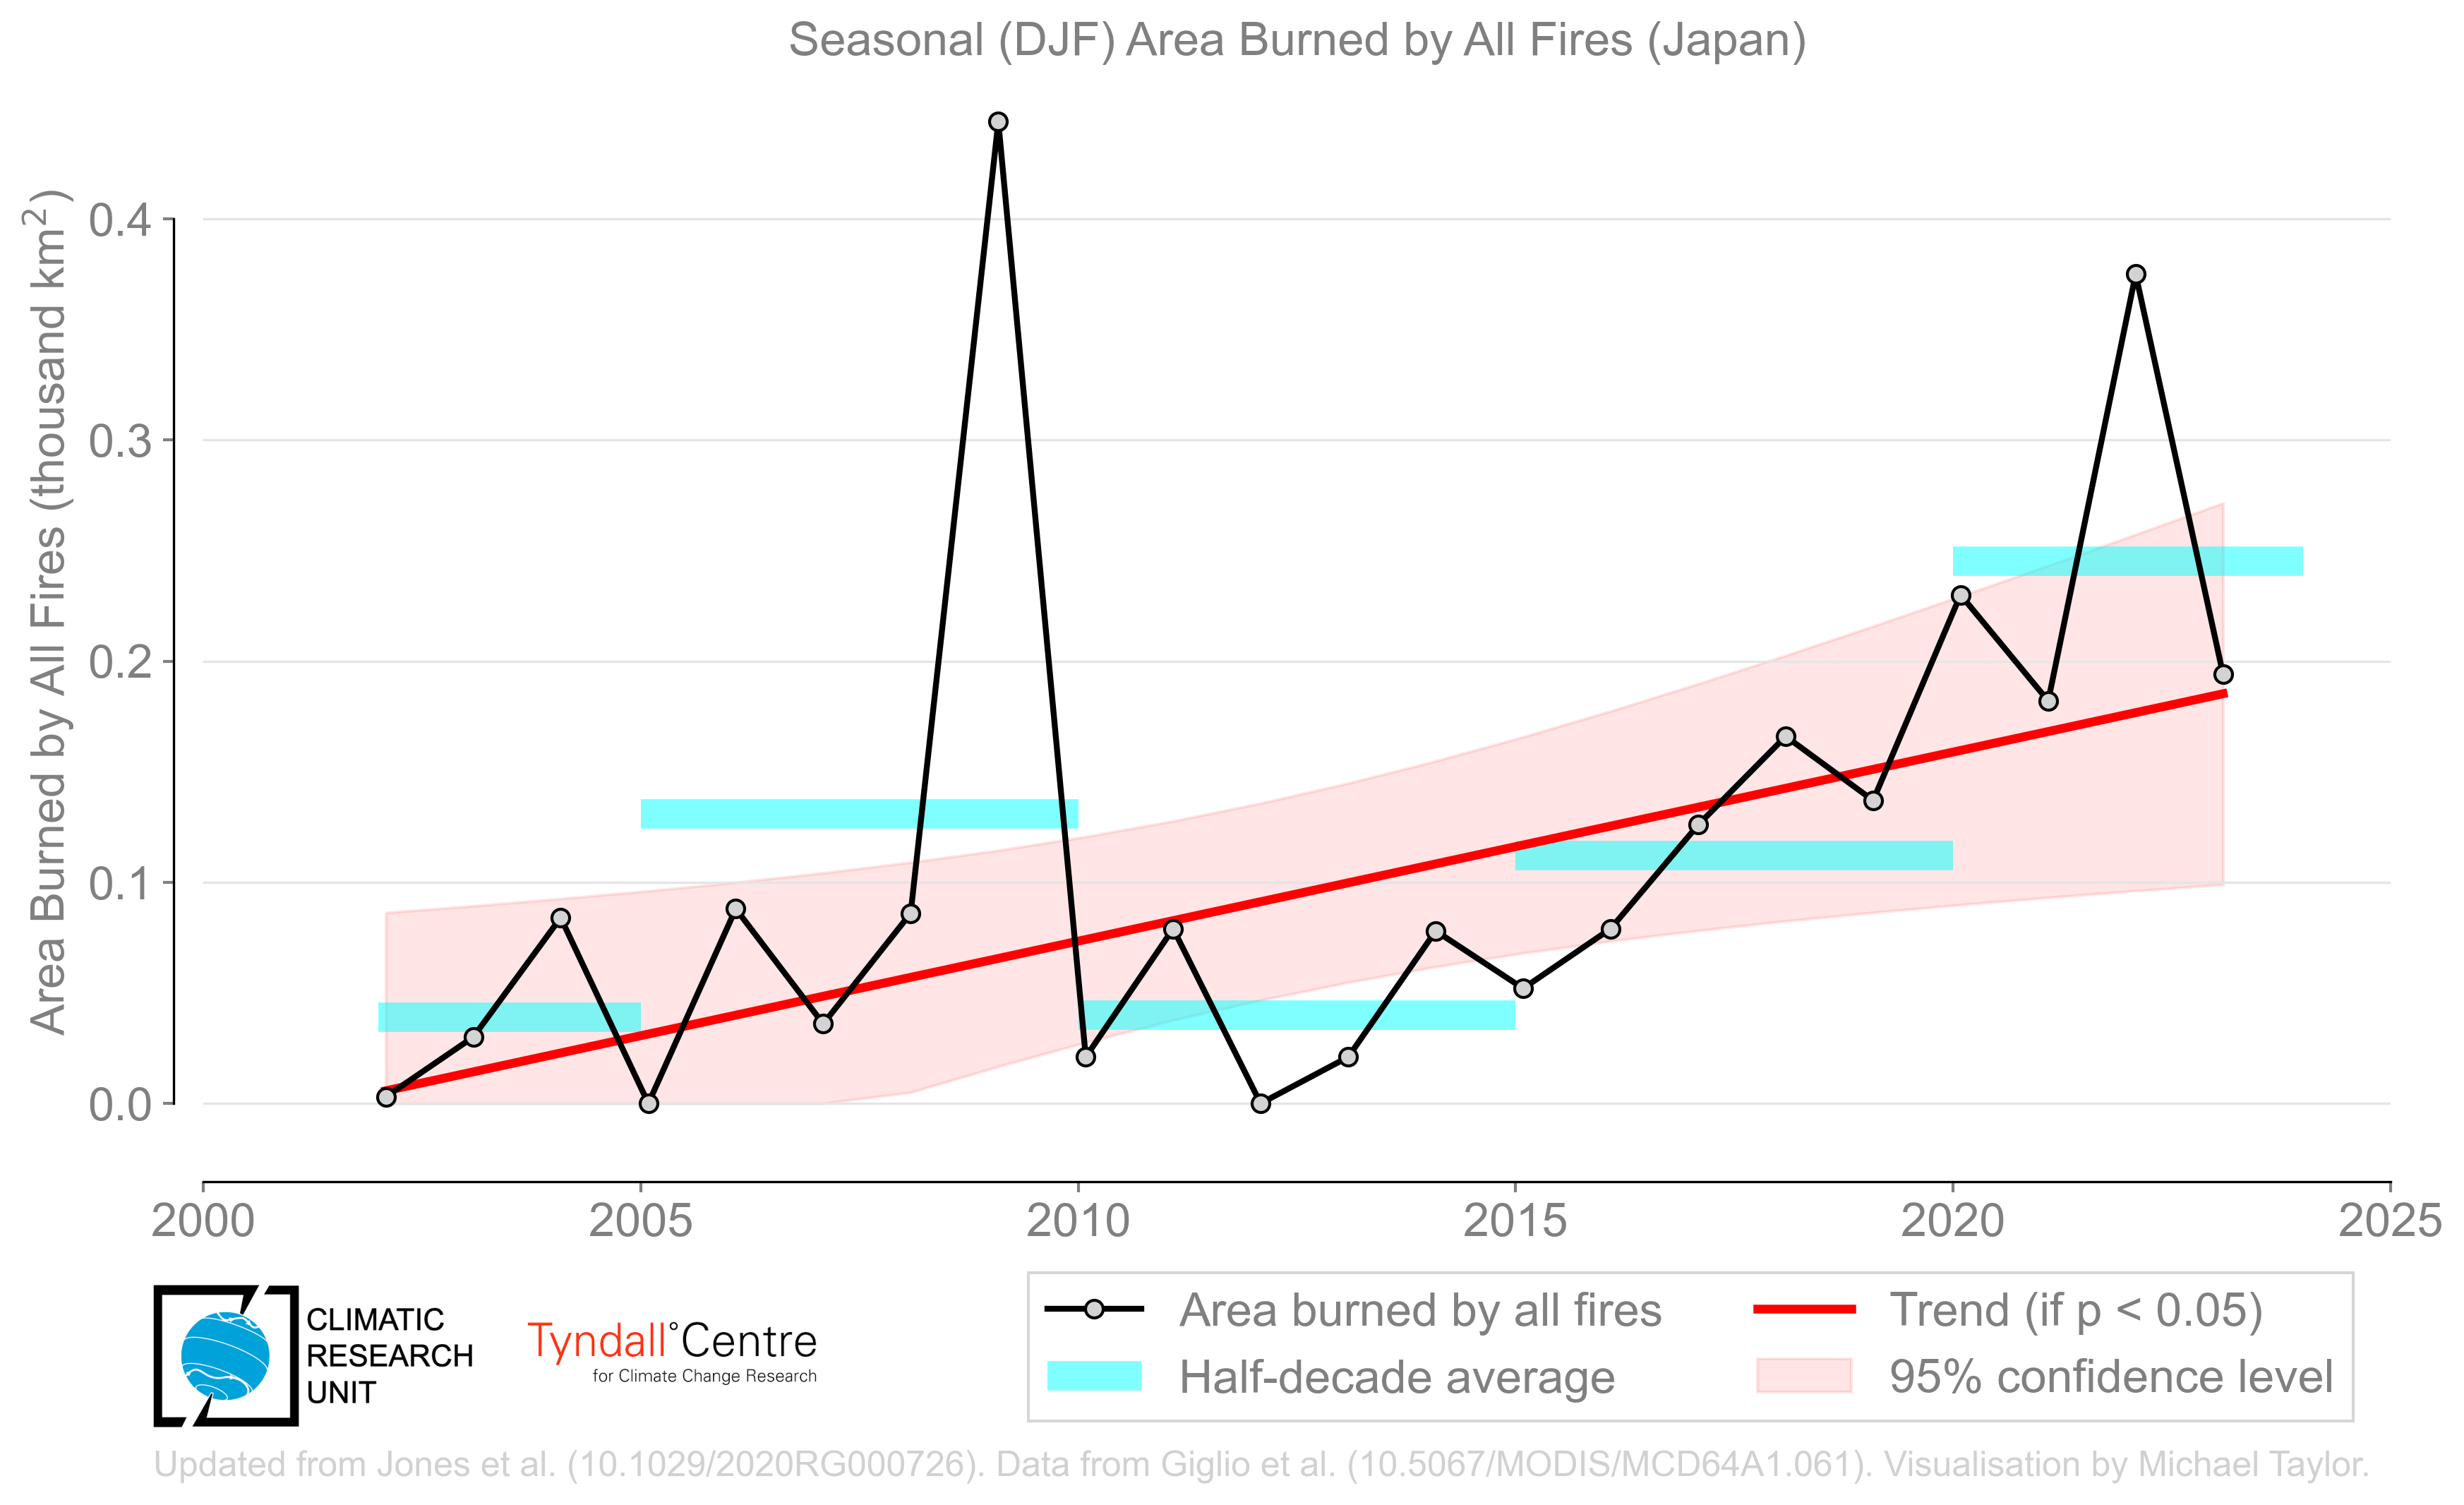 Seasonal (DJF) Area Burned by All Fires (Japan)
Area Burned by All Fires (thousand km²)
0.4
0.3
0.2
0.1
0.0
2000
2005
2010
2015
2020
2025
CLIMATIC
RESEARCH
UNIT
Tyndall°Centre
for Climate Change Research
Area burned by all fires
Half-decade average
Trend (if p < 0.05)
95% confidence level
Updated from Jones et al. (10.1029/2020RG000726). Data from Giglio et al. (10.5067/MODIS/MCD64A1.061). Visualisation by Michael Taylor.